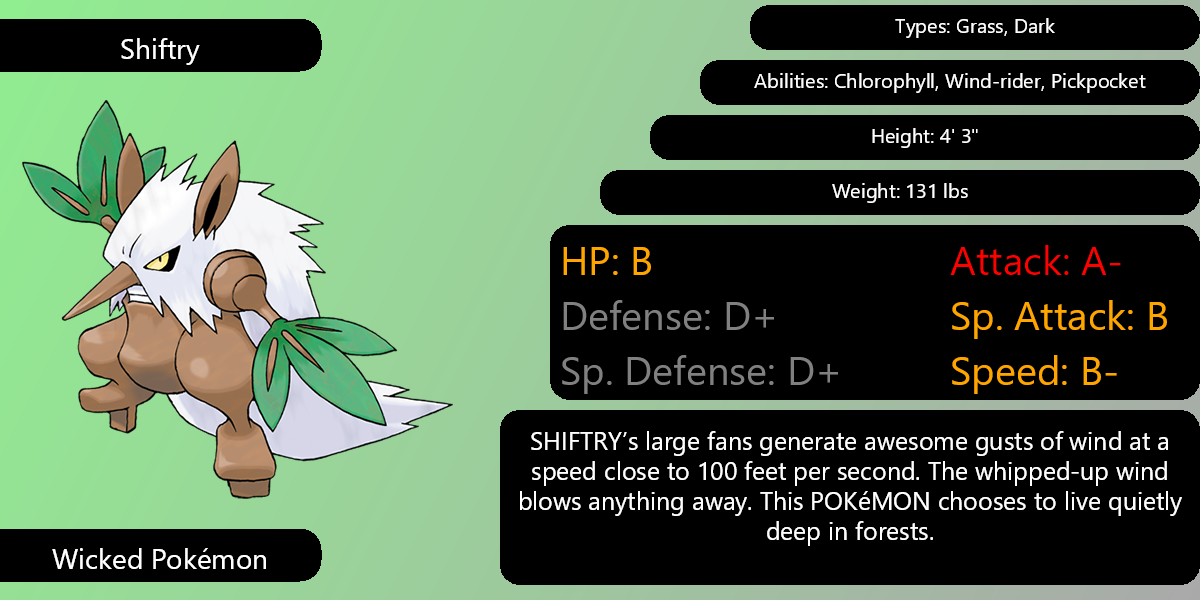 Shiftry
Types: Grass, Dark
Abilities: Chlorophyll, Wind-rider, Pickpocket
Height: 4' 3"
Weight: 131 lbs
HP: B
Attack: A-
Defense: D+
Sp. Attack: B
Sp. Defense: D+
Speed: B-
SHIFTRY’s large fans generate awesome gusts of wind at a
speed close to 100 feet per second. The whipped-up wind
blows anything away. This POKéMON chooses to live quietly
deep in forests.
Wicked Pokémon